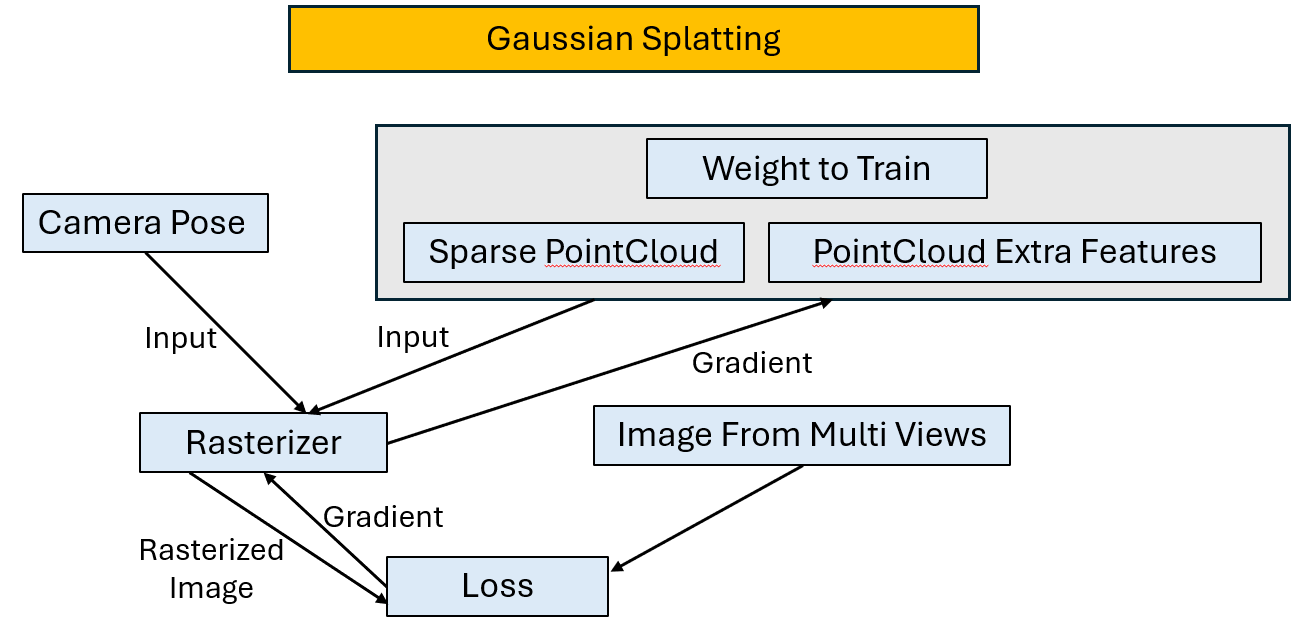 Gaussian Splatting
Weight to Train
Camera Pose
Sparse PointCloud
PointCloud Extra Features
Input
Input
Gradient
Rasterizer
Image From Multi Views
Gradient
Rasterized
Image
Loss